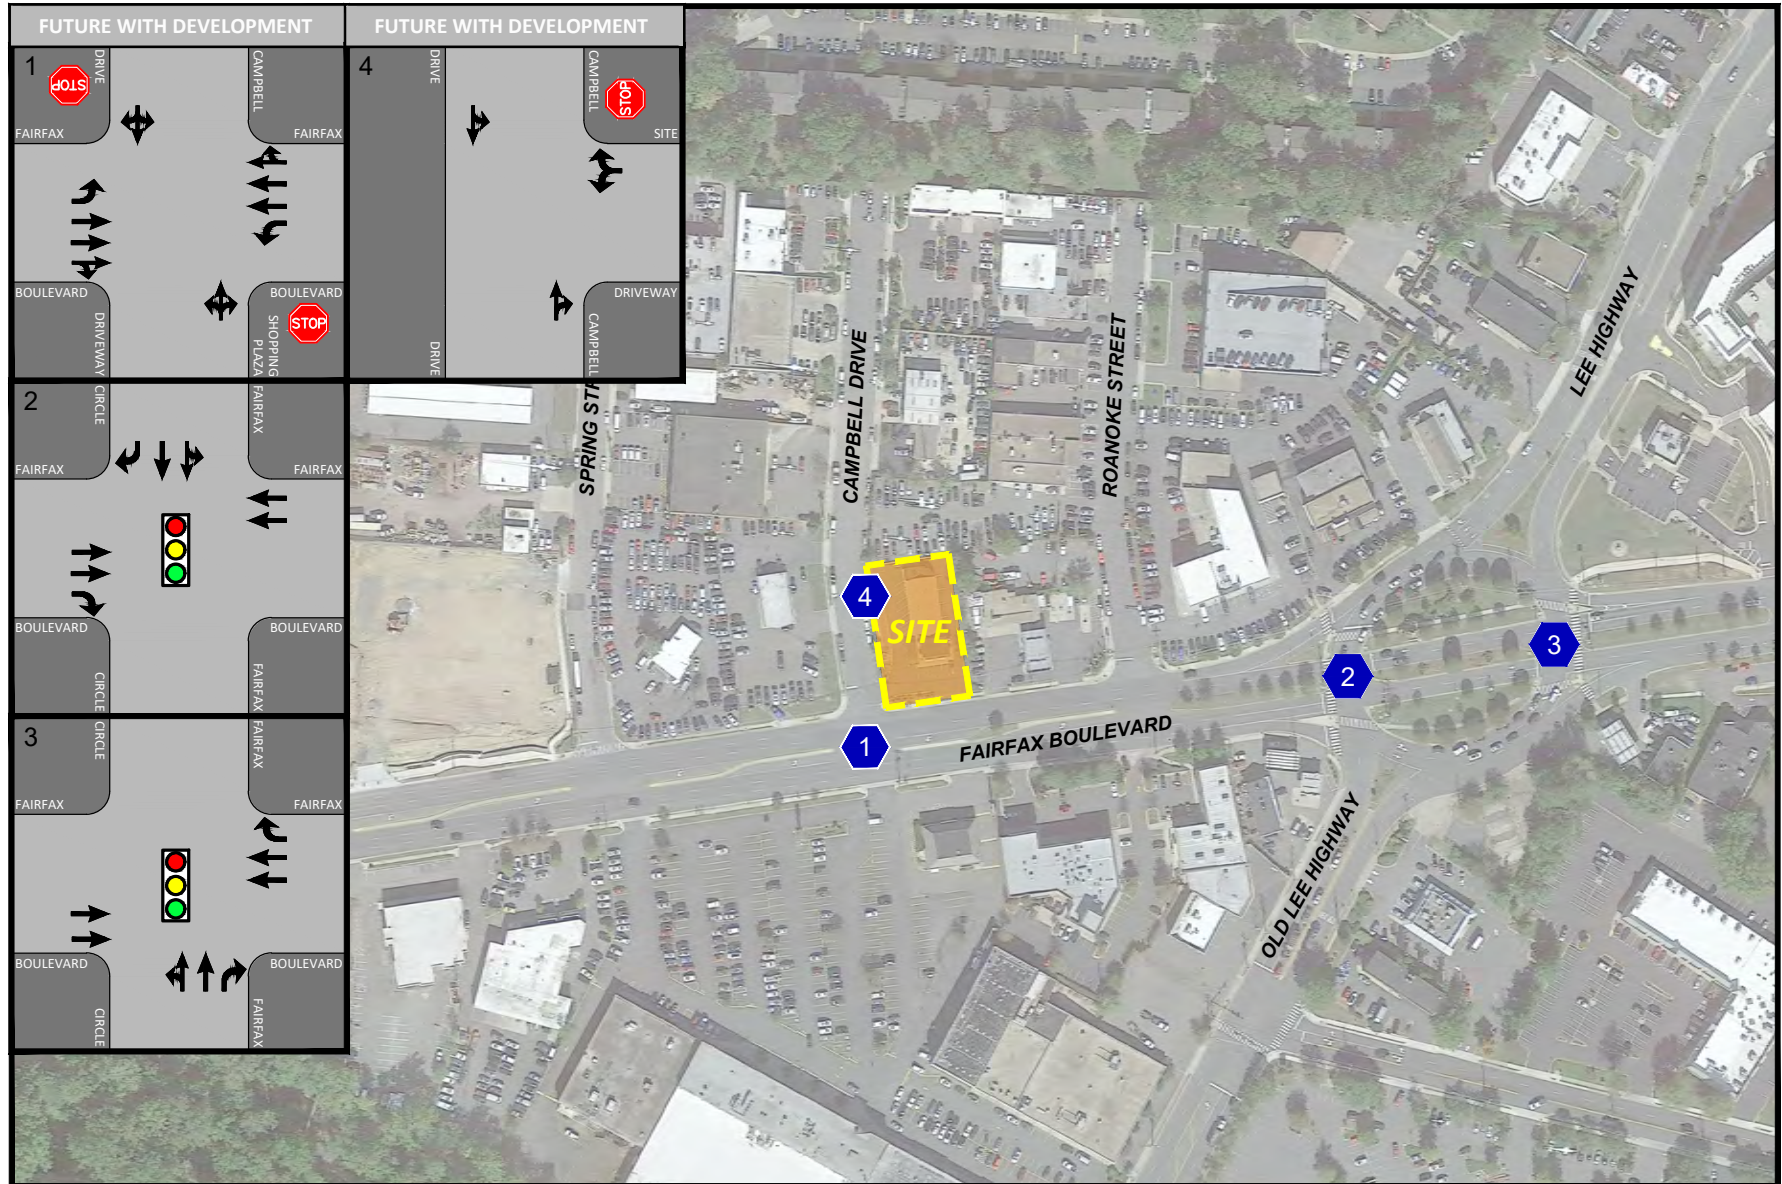 FUTURE WITH DEVELOPMENT
FUTURE WITH DEVELOPMENT
1
STOP
DRIVE
CAMPBELL
FAIRFAX
FAIRFAX
BOULEVARD
BOULEVARD
DRIVEWAY
SHOPPING
PLAZA
STOP
4
DRIVE
CAMPBELL
STOP
SITE
DRIVEWAY
DRIVE
CAMPBELL
2
CIRCLE
FAIRFAX
FAIRFAX
FAIRFAX
BOULEVARD
BOULEVARD
CIRCLE
FAIRFAX
3
CIRCLE
FAIRFAX
FAIRFAX
FAIRFAX
BOULEVARD
BOULEVARD
CIRCLE
FAIRFAX
SPRING STR
CAMPBELL DRIVE
ROANOKE STREET
LEE HIGHWAY
4
SITE
3
2
1
FAIRFAX BOULEVARD
OLD LEE HIGHWAY